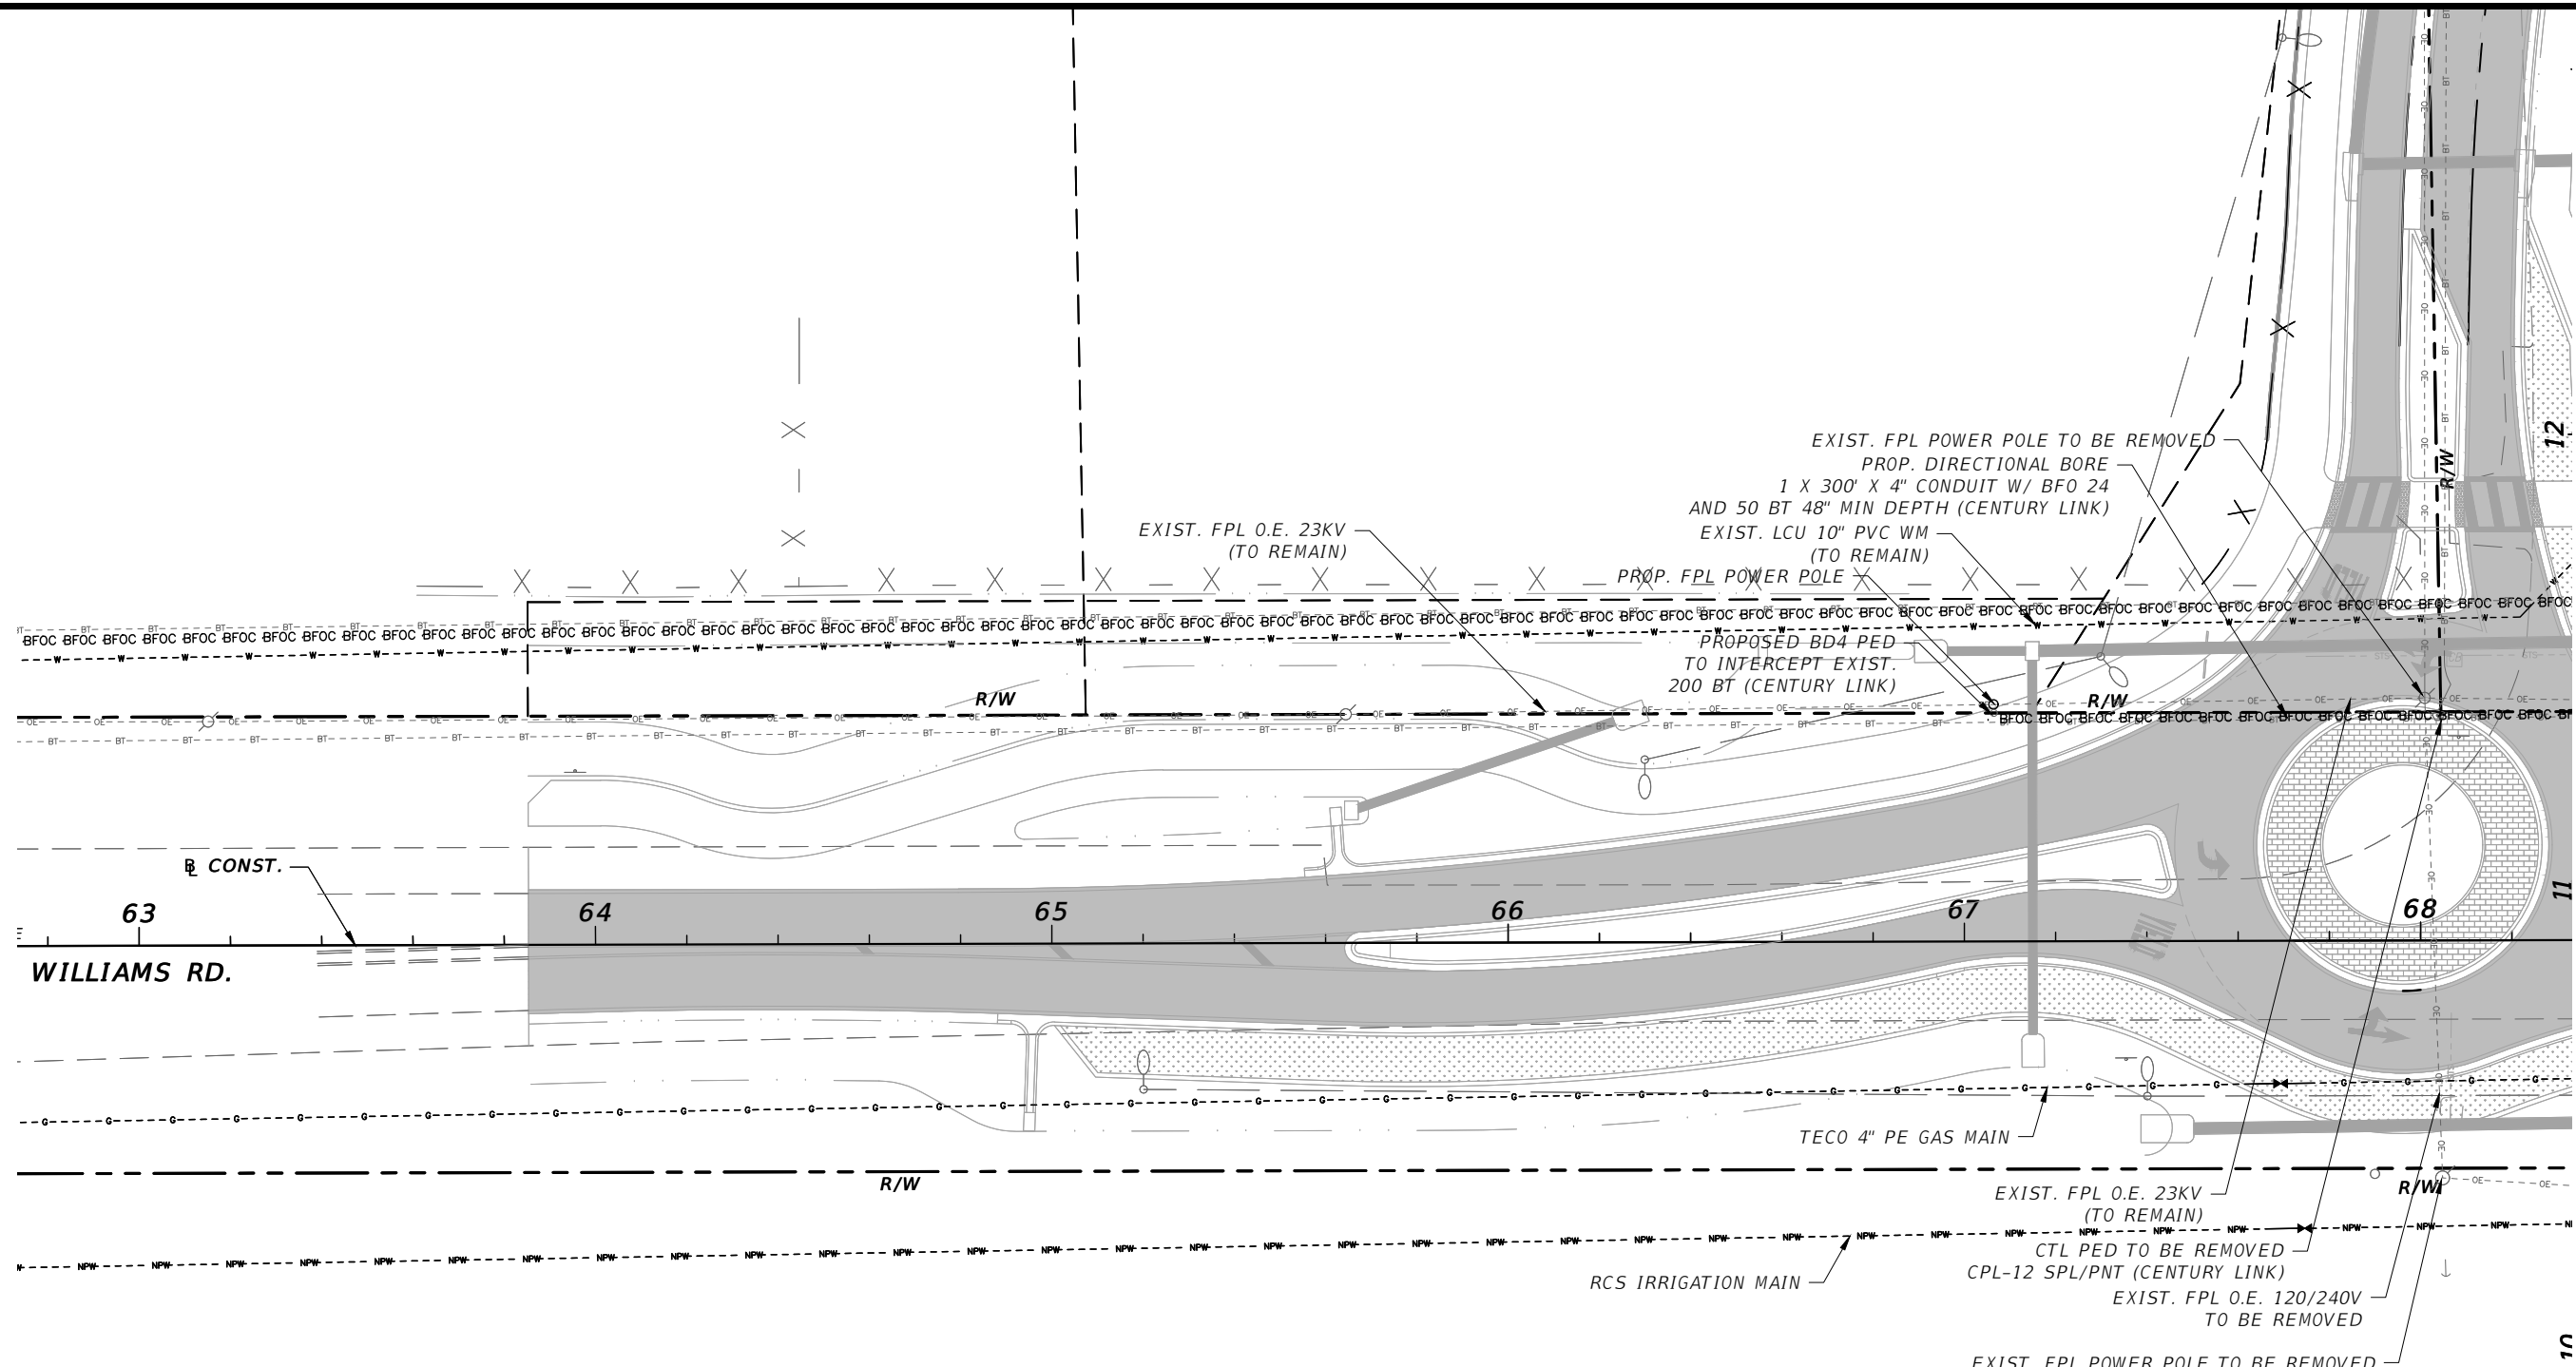 EXIST. FPL POWER POLE TO BE REMOVED
PROP. DIRECTIONAL BORE
1 X 300' X 4" CONDUIT W/ BFO 24
AND 50 BT 48" MIN DEPTH (CENTURY LINK)
EXIST. LCU 10" PVC WM
(TO REMAIN)
PROP. FPL POWER POLE
EXIST. FPL O.E. 23KV
(TO REMAIN)
PROPOSED BD4 PED
TO INTERCEPT EXIST.
200 BT (CENTURY LINK)
R/W
R/W
R/W
12
11
BL CONST.
63
64
65
66
67
68
WILLIAMS RD.
TECO 4" PE GAS MAIN
R/W
R/W
EXIST. FPL O.E. 23KV
(TO REMAIN)
CTL PED TO BE REMOVED
CPL-12 SPL/PNT (CENTURY LINK)
RCS IRRIGATION MAIN
EXIST. FPL O.E. 120/240V
TO BE REMOVED
EXIST. FPL POWER POLE TO BE REMOVED